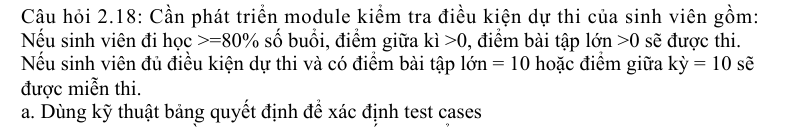 Câu hỏi 2.18: Cần phát triển module kiểm tra điều kiện dự thi của sinh viên gồm:
Nếu sinh viên đi học >=80% số buổi, điểm giữa kì >0, điểm bài tập lớn >0 sẽ được thi.
Nếu sinh viên đủ điều kiện dự thi và có điểm bài tập lớn = 10 hoặc điểm giữa kỳ = 10 sẽ
được miễn thi.
a. Dùng kỹ thuật bảng quyết định để xác định test cases